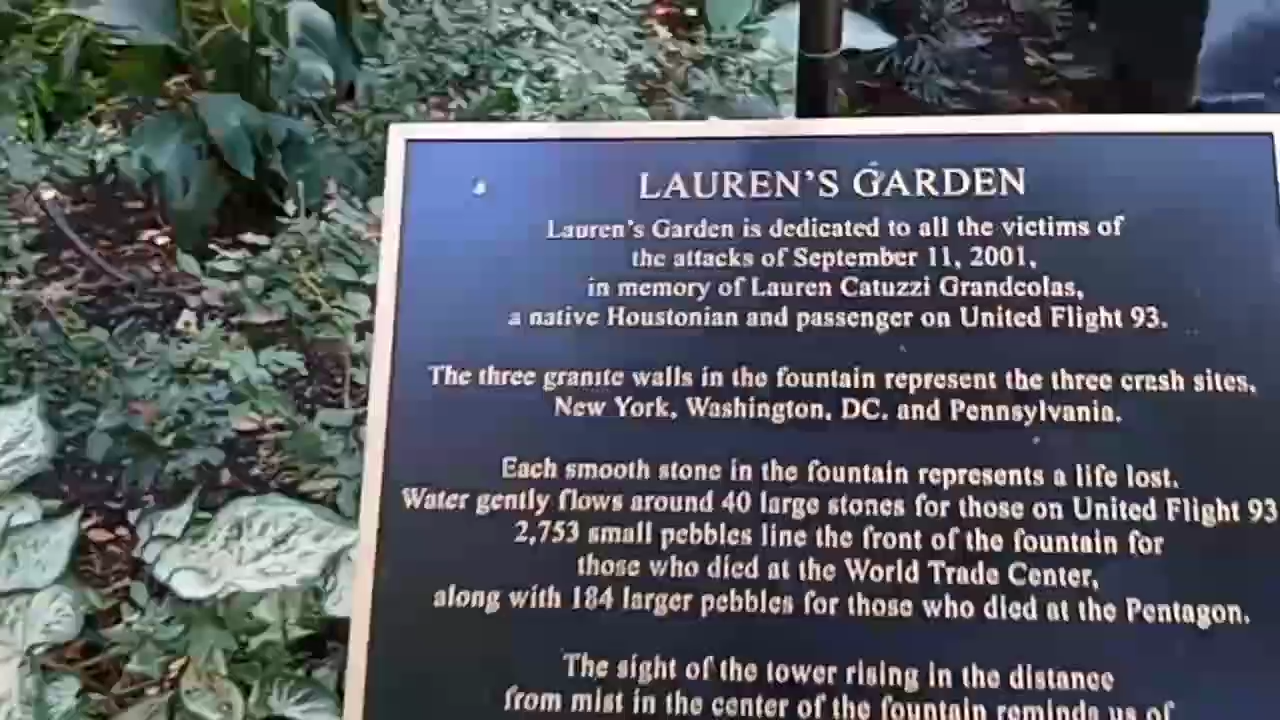 LAUREN'S GARDEN
Lauren's Garden is dedicated to all the victims of
the attacks of September 11, 2001,
in memory of Lauren Catuzzi Grandcolas,
a native Houstonian and passenger on United Flight 93.
The three granite walls in the fountain represent the three crash sites,
New York, Washington, DC. and Pennsylvania.
Each smooth stone in the fountain represents a life lost.
Water gently flows around 40 large stones for those on United Flight 93
2,753 small pebbles line the front of the fountain for
those who died at the World Trade Center,
along with 184 larger pebbles for those who died at the Pentagon.
The sight of the tower rising in the distance
from mist in the center of the fountain reminds us of